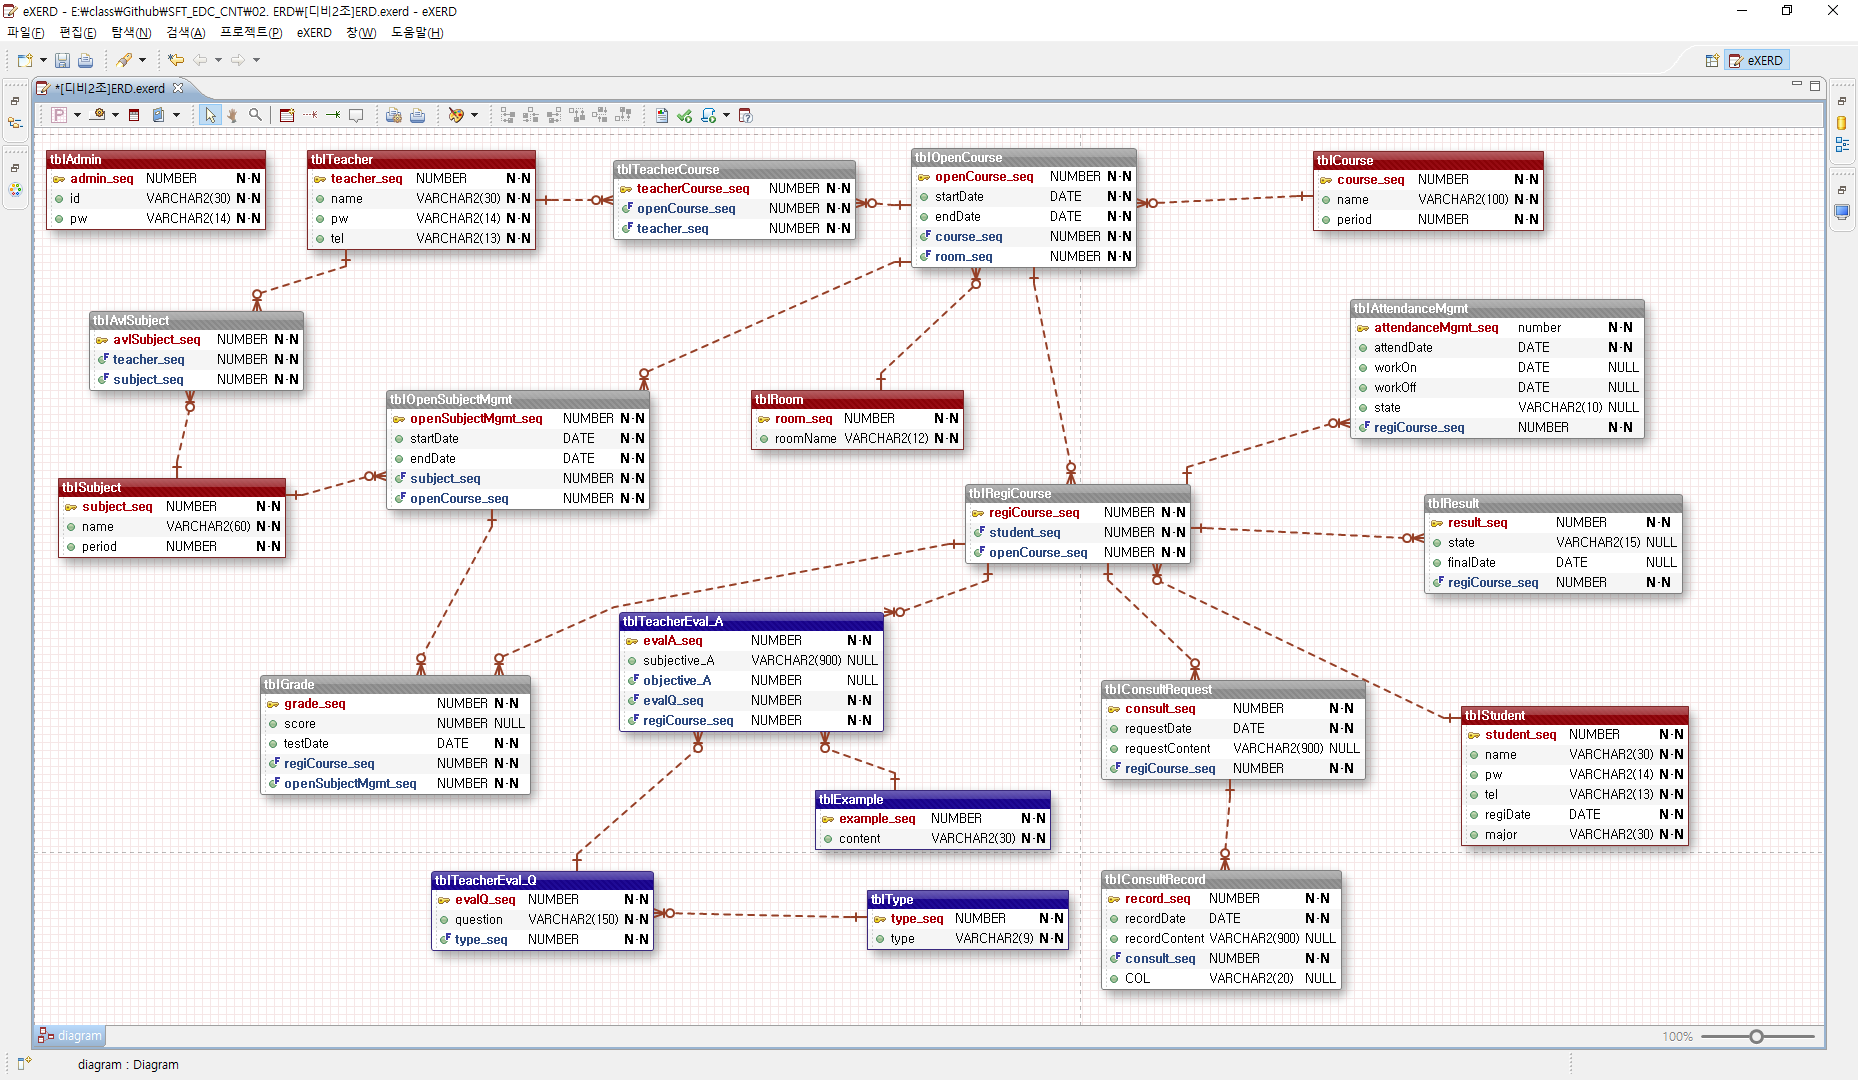 eXERD - E:₩class₩Github₩SFT_EDC_CNT₩02. ERD₩[디비2조]ERD.exerd - eXERD
파일(F) 편집(E) 탐색(N) 검색(A) 프로젝트(P) eXERD 창(W) 도움말(H)
eXERD
*[디비2조]ERD.exerd
tblAdmin
admin_seq NUMBER N-N
id VARCHAR2(30) N-N
pw VARCHAR2(14) N-N
tblTeacher
teacher_seq NUMBER N-N
name VARCHAR2(30) N-N
pw VARCHAR2(14) N-N
tel VARCHAR2(13) N-N
tblTeacherCourse
teacherCourse_seq NUMBER N-N
openCourse_seq NUMBER N-N
teacher_seq NUMBER N-N
tblOpenCourse
openCourse_seq NUMBER N-N
startDate DATE N-N
endDate DATE N-N
course_seq NUMBER N-N
room_seq NUMBER N-N
tblCourse
course_seq NUMBER N-N
name VARCHAR2(100) N-N
period NUMBER N-N
tblAvlSubject
avlSubject_seq NUMBER N-N
teacher_seq NUMBER N-N
subject_seq NUMBER N-N
tblAttendanceMgmt
attendanceMgmt_seq number N-N
attendDate DATE N-N
workOn DATE NULL
workOff DATE NULL
state VARCHAR2(10) NULL
regiCourse_seq NUMBER N-N
tblOpenSubjectMgmt
openSubjectMgmt_seq NUMBER N-N
startDate DATE N-N
endDate DATE N-N
subject_seq NUMBER N-N
openCourse_seq NUMBER N-N
tblRoom
room_seq NUMBER N-N
roomName VARCHAR2(12) N-N
tblSubject
subject_seq NUMBER N-N
name VARCHAR2(60) N-N
period NUMBER N-N
tblRegiCourse
regiCourse_seq NUMBER N-N
student_seq NUMBER N-N
openCourse_seq NUMBER N-N
tblResult
result_seq NUMBER N-N
state VARCHAR2(15) NULL
finalDate DATE NULL
regiCourse_seq NUMBER N-N
tblTeacherEval_A
evalA_seq NUMBER N-N
subjective_A VARCHAR2(900) NULL
objective_A NUMBER NULL
evalQ_seq NUMBER N-N
regiCourse_seq NUMBER N-N
tblGrade
grade_seq NUMBER N-N
score NUMBER NULL
testDate DATE N-N
regiCourse_seq NUMBER N-N
openSubjectMgmt_seq NUMBER N-N
tblConsultRequest
consult_seq NUMBER N-N
requestDate DATE N-N
requestContent VARCHAR2(900) NULL
regiCourse_seq NUMBER N-N
tblStudent
student_seq NUMBER N-N
name VARCHAR2(30) N-N
pw VARCHAR2(14) N-N
tel VARCHAR2(13) N-N
regiDate DATE N-N
major VARCHAR2(30) N-N
tblExample
example_seq NUMBER N-N
content VARCHAR2(30) N-N
tblTeacherEval_Q
evalQ_seq NUMBER N-N
question VARCHAR2(150) N-N
type_seq NUMBER N-N
tblType
type_seq NUMBER N-N
type VARCHAR2(9) N-N
tblConsultRecord
record_seq NUMBER N-N
recordDate DATE N-N
recordContent VARCHAR2(900) NULL
consult_seq NUMBER N-N
COL VARCHAR2(20) NULL
diagram
100%
diagram : Diagram